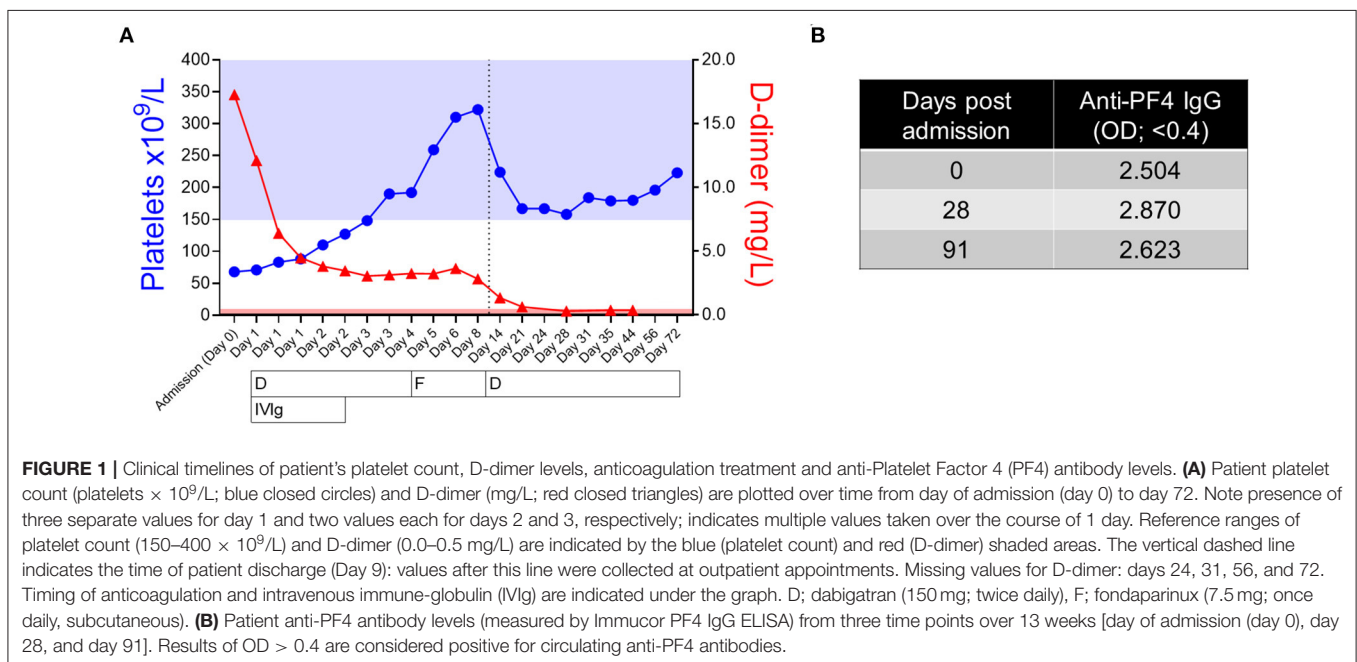 A
B
Platelets x10⁹/L
400
350
300
250
200
150
100
50
0
20.0
15.0
10.0
5.0
0.0
D-dimer (mg/L)
Admission (Day 0)
Day 1
Day 1
Day 1
Day 2
Day 2
Day 3
Day 3
Day 4
Day 5
Day 6
Day 8
Day 14
Day 21
Day 24
Day 28
Day 31
Day 35
Day 44
Day 56
Day 72
D F D
IVIg
Days post Anti-PF4 IgG
admission (OD; <0.4)
0 2.504
28 2.870
91 2.623
FIGURE 1 | Clinical timelines of patient's platelet count, D-dimer levels, anticoagulation treatment and anti-Platelet Factor 4 (PF4) antibody levels. (A) Patient platelet
count (platelets × 10⁹/L; blue closed circles) and D-dimer (mg/L; red closed triangles) are plotted over time from day of admission (day 0) to day 72. Note presence of
three separate values for day 1 and two values each for days 2 and 3, respectively; indicates multiple values taken over the course of 1 day. Reference ranges of
platelet count (150–400 × 10⁹/L) and D-dimer (0.0–0.5 mg/L) are indicated by the blue (platelet count) and red (D-dimer) shaded areas. The vertical dashed line
indicates the time of patient discharge (Day 9): values after this line were collected at outpatient appointments. Missing values for D-dimer: days 24, 31, 56, and 72.
Timing of anticoagulation and intravenous immune-globulin (IVIg) are indicated under the graph. D; dabigatran (150 mg; twice daily), F; fondaparinux (7.5 mg; once
daily, subcutaneous). (B) Patient anti-PF4 antibody levels (measured by Immucor PF4 IgG ELISA) from three time points over 13 weeks [day of admission (day 0), day
28, and day 91]. Results of OD > 0.4 are considered positive for circulating anti-PF4 antibodies.